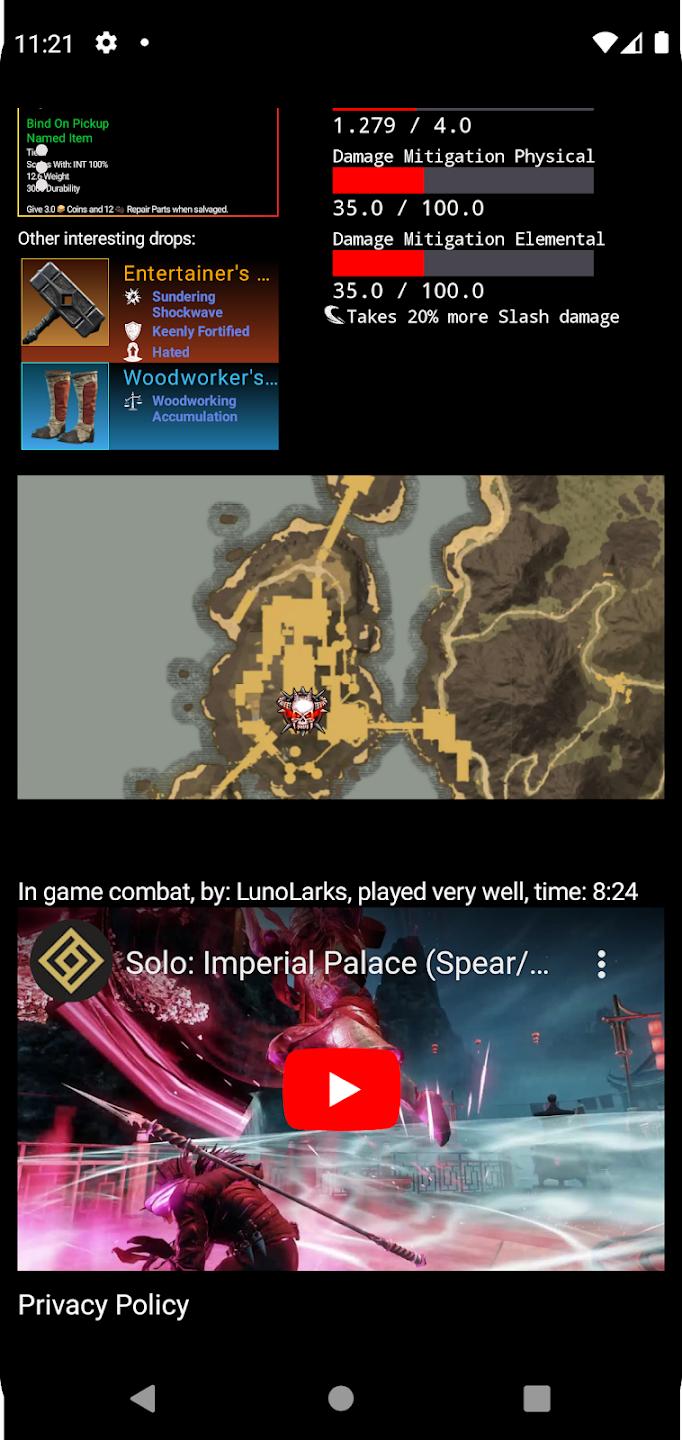 11:21
Bind On Pickup
Named Item
Scales With: INT 100%
12.6 Weight
Durability
Give 3.0 Coins and 12 Repair Parts when salvaged.
Other interesting drops:
Entertainer's ...
Sundering
Shockwave
Keenly Fortified
Hated
Woodworker's...
Woodworking
Accumulation
1.279 / 4.0
Damage Mitigation Physical
35.0 / 100.0
Damage Mitigation Elemental
35.0 / 100.0
Takes 20% more Slash damage
In game combat, by: LunoLarks, played very well, time: 8:24
Solo: Imperial Palace (Spear/...
Privacy Policy